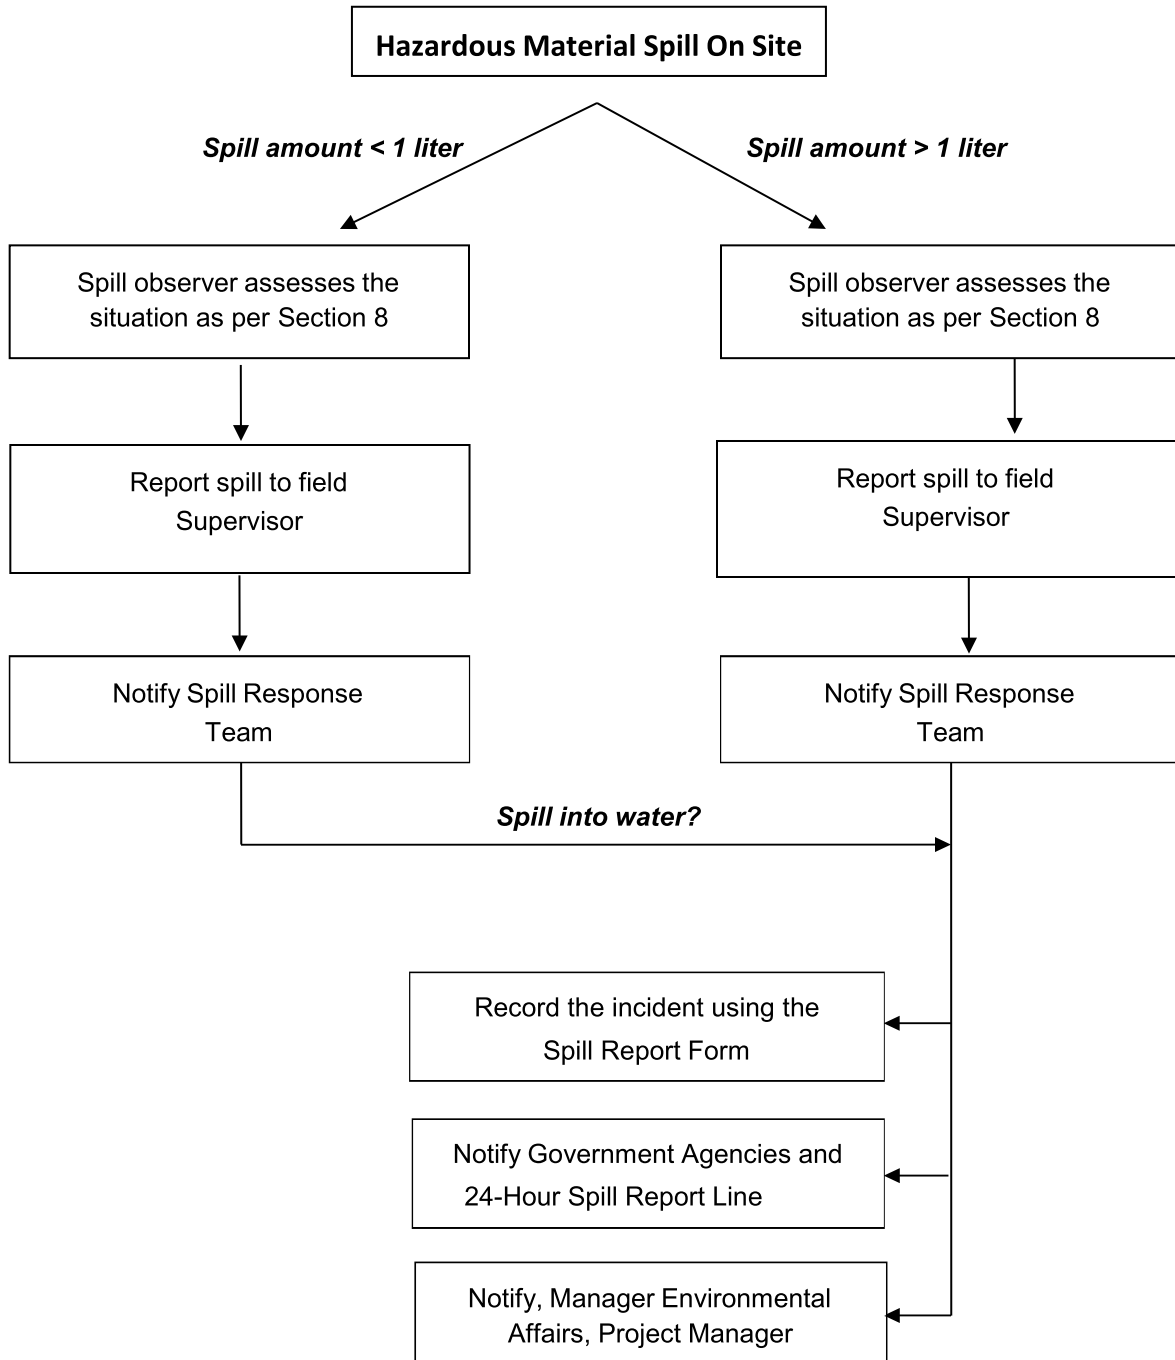 Hazardous Material Spill On Site
Spill amount < 1 liter
Spill amount > 1 liter
Spill observer assesses the
situation as per Section 8
Spill observer assesses the
situation as per Section 8
Report spill to field
Supervisor
Report spill to field
Supervisor
Notify Spill Response
Team
Notify Spill Response
Team
Spill into water?
Record the incident using the
Spill Report Form
Notify Government Agencies and
24-Hour Spill Report Line
Notify, Manager Environmental
Affairs, Project Manager